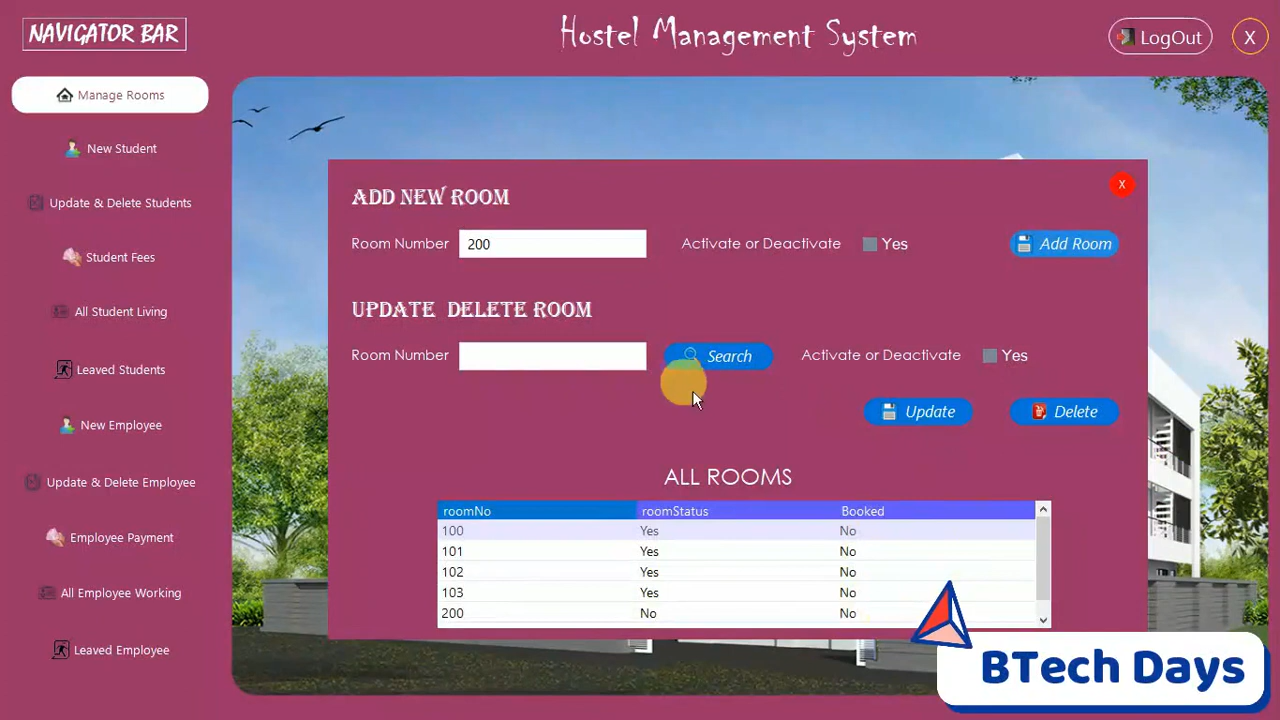 NAVIGATOR BAR
Hostel Management System
LogOut
X
Manage Rooms
New Student
Update & Delete Students
Student Fees
All Student Living
Leaved Students
New Employee
Update & Delete Employee
Employee Payment
All Employee Working
Leaved Employee
X
ADD NEW ROOM
Room Number 200 Activate or Deactivate Yes Add Room
UPDATE DELETE ROOM
Room Number Search Activate or Deactivate Yes
Update Delete
ALL ROOMS
roomNo roomStatus Booked
100 Yes No
101 Yes No
102 Yes No
103 Yes No
200 No No
BTech Days